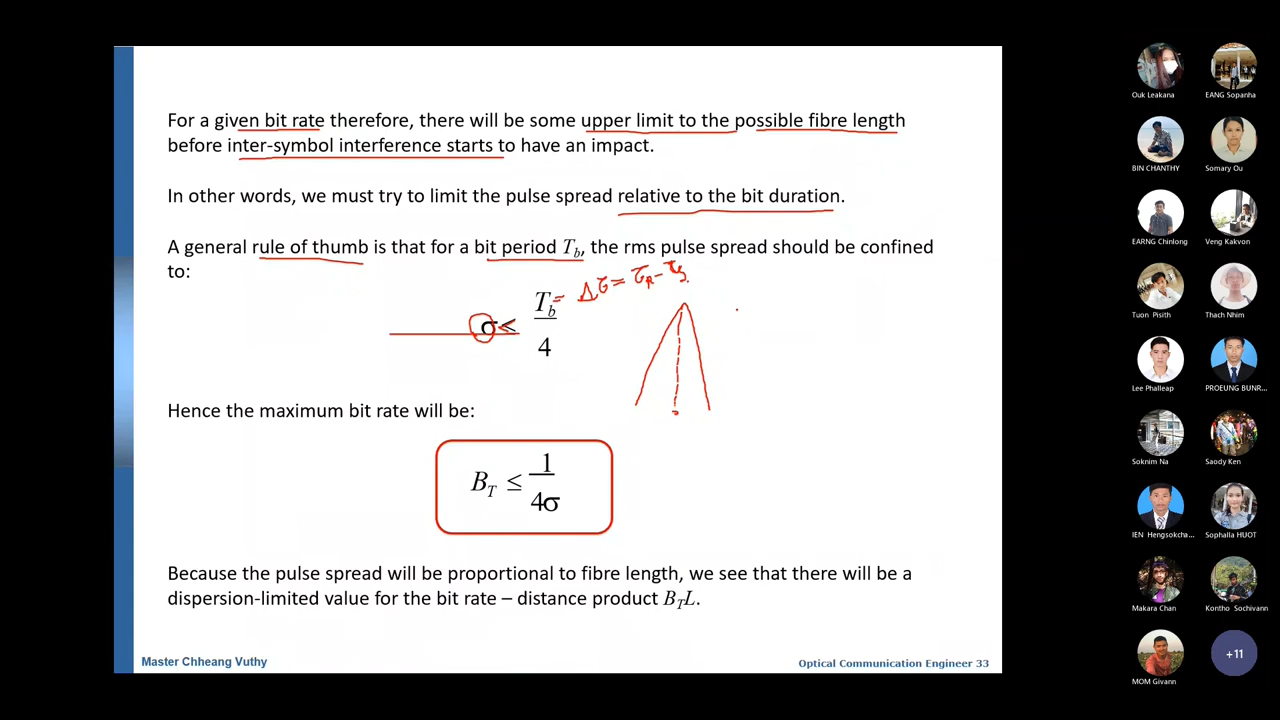 For a given bit rate therefore, there will be some upper limit to the possible fibre length
before inter-symbol interference starts to have an impact.
In other words, we must try to limit the pulse spread relative to the bit duration.
A general rule of thumb is that for a bit period T_b, the rms pulse spread should be confined
to:
σ < T_b / 4
= Δτ = τ_R - τ_s
Hence the maximum bit rate will be:
B_T ≤ 1 / 4σ
Because the pulse spread will be proportional to fibre length, we see that there will be a
dispersion-limited value for the bit rate – distance product B_TL.
Master Chheang Vuthy
Optical Communication Engineer 33
Ouk Leakana
EANG Sopanha
BIN CHANTHY
Somary Ou
EARNG Chinlong
Veng Kakvon
Tuon Pisith
Thach Nhim
Lee Phalleap
PROEUNG BUNR...
Soknim Na
Saody Ken
IEN Hengsokcha...
Sophalla HUOT
Makara Chan
Kontho Sochivann
MOM Givann
+11